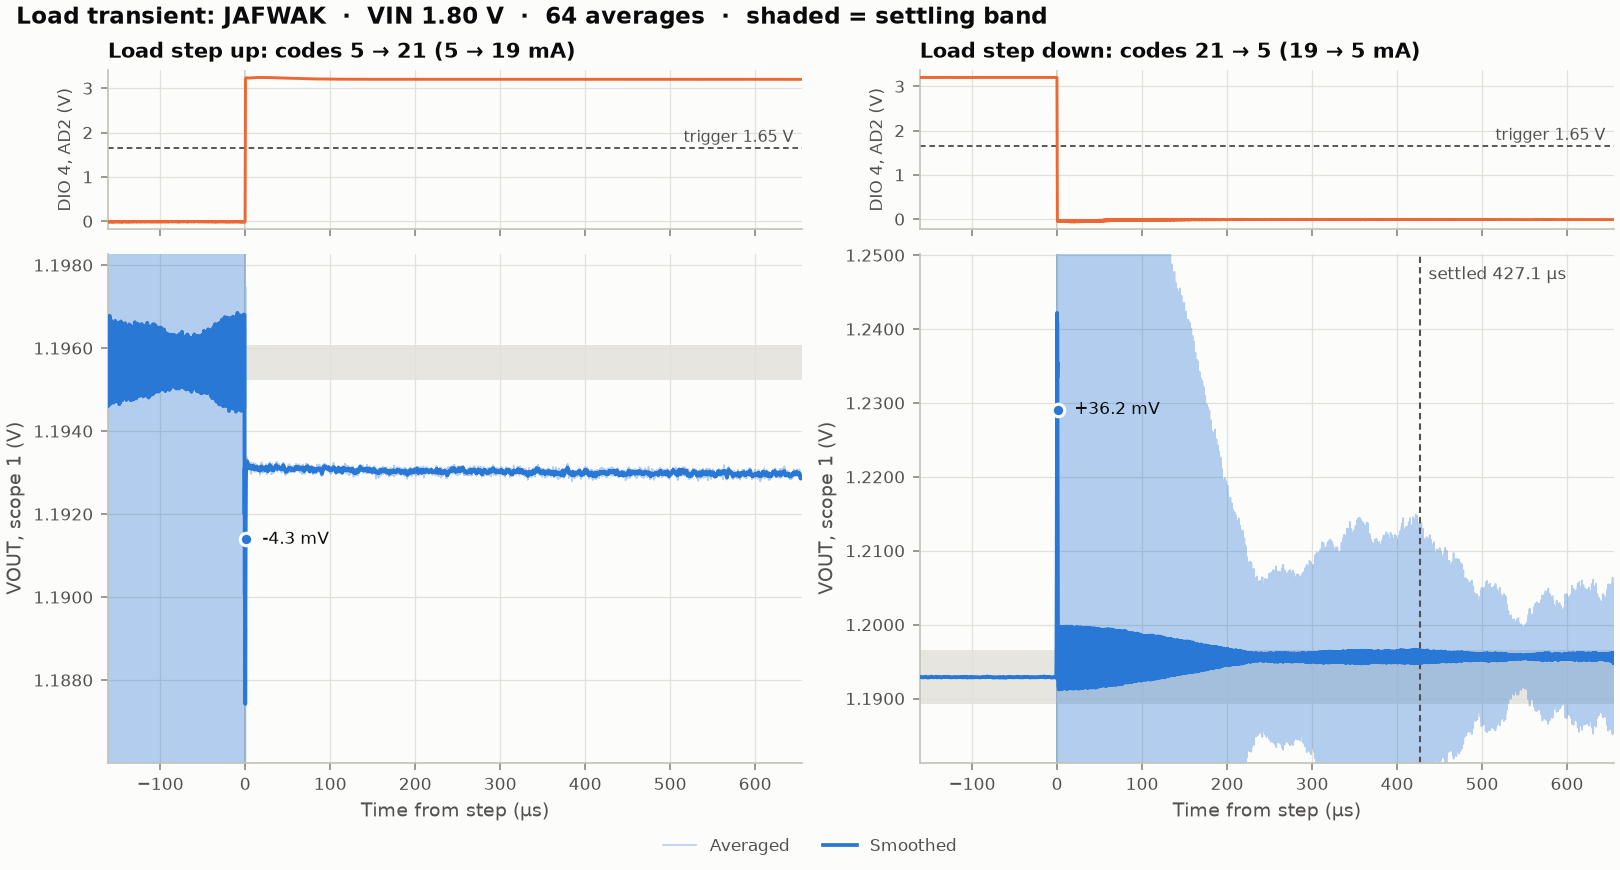 Load transient: JAFWAK · VIN 1.80 V · 64 averages · shaded = settling band
Load step up: codes 5 → 21 (5 → 19 mA)
DIO 4, AD2 (V)
3
2
1
0
trigger 1.65 V
VOUT, scope 1 (V)
1.1980
1.1960
1.1940
1.1920
1.1900
1.1880
-4.3 mV
−100
0
100
200
300
400
500
600
Time from step (µs)
Load step down: codes 21 → 5 (19 → 5 mA)
DIO 4, AD2 (V)
3
2
1
0
trigger 1.65 V
VOUT, scope 1 (V)
1.2500
1.2400
1.2300
1.2200
1.2100
1.2000
1.1900
settled 427.1 µs
+36.2 mV
−100
0
100
200
300
400
500
600
Time from step (µs)
Averaged
Smoothed